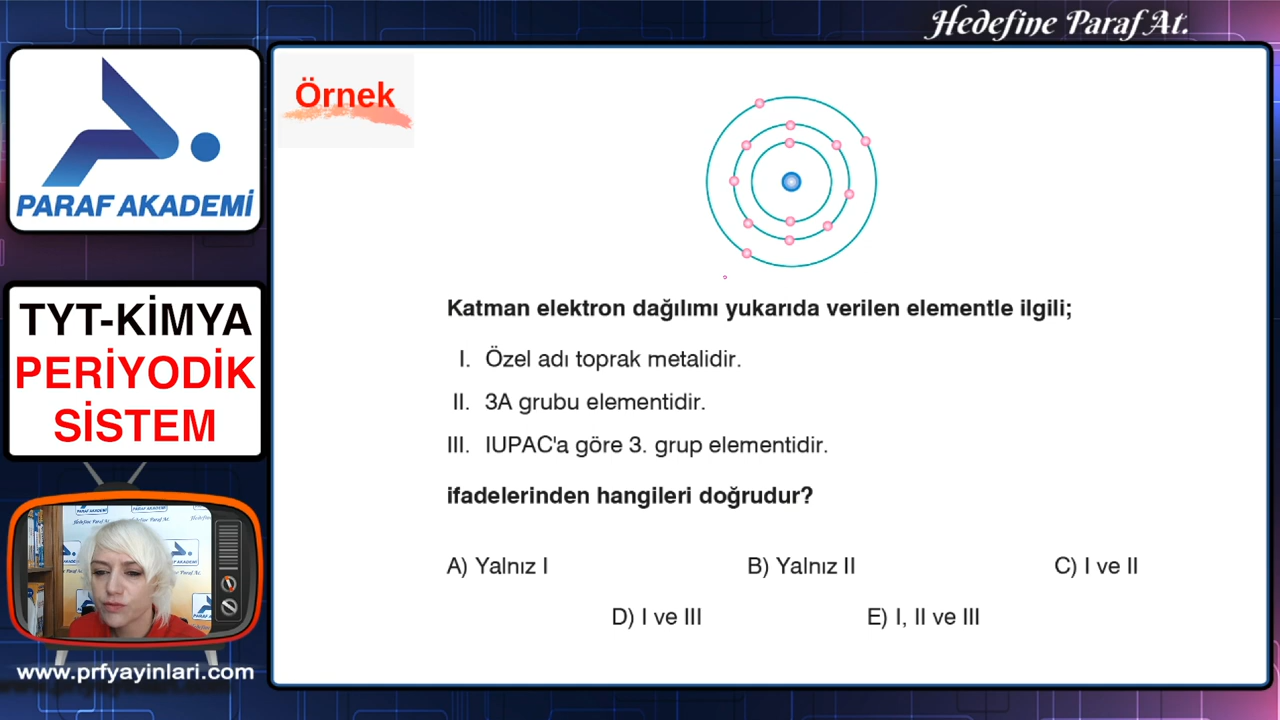 Hedefine Paraf At.
PARAF AKADEMİ
TYT-KİMYA
PERİYODİK
SİSTEM
www.prfyayinlari.com
Örnek
Katman elektron dağılımı yukarıda verilen elementle ilgili;
I. Özel adı toprak metalidir.
II. 3A grubu elementidir.
III. IUPAC'a göre 3. grup elementidir.
ifadelerinden hangileri doğrudur?
A) Yalnız I B) Yalnız II C) I ve II
D) I ve III E) I, II ve III